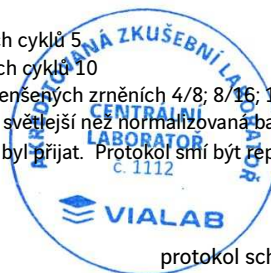 ch cyklů 5
ch cyklů 10
enšených zrněních 4/8; 8/16; 1
světlejší než normalizovaná ba
byl přijat. Protokol smí být rep
AKREDITOVANÁ ZKUŠEBNÍ LABORATOŘ
CENTRÁLNÍ
LABORATOŘ
č. 1112
VIALAB
protokol sch